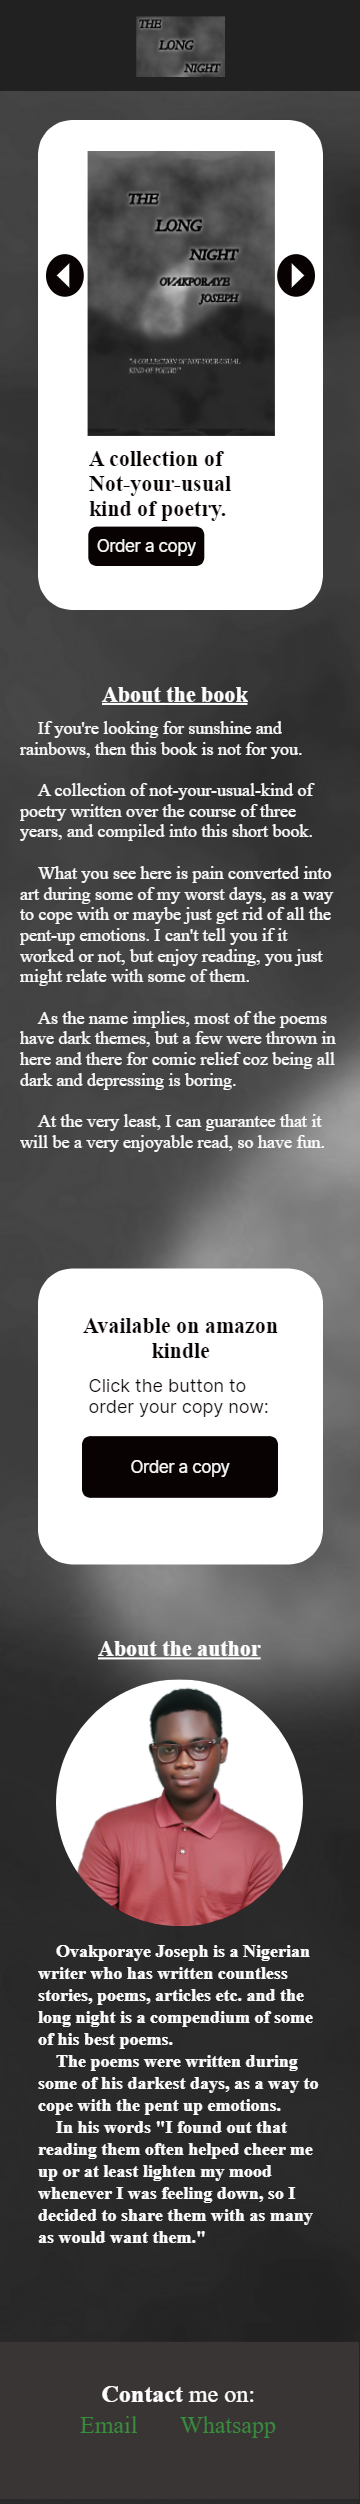 THE
LONG
NIGHT
THE
LONG
NIGHT
OVAKPORAYE
JOSEPH
"A COLLECTION OF NOT-YOUR-USUAL
KIND OF POETRY"
A collection of
Not-your-usual
kind of poetry.
Order a copy
About the book
If you're looking for sunshine and
rainbows, then this book is not for you.
A collection of not-your-usual-kind of
poetry written over the course of three
years, and compiled into this short book.
What you see here is pain converted into
art during some of my worst days, as a way
to cope with or maybe just get rid of all the
pent-up emotions. I can't tell you if it
worked or not, but enjoy reading, you just
might relate with some of them.
As the name implies, most of the poems
have dark themes, but a few were thrown in
here and there for comic relief coz being all
dark and depressing is boring.
At the very least, I can guarantee that it
will be a very enjoyable read, so have fun.
Available on amazon
kindle
Click the button to
order your copy now:
Order a copy
About the author
Ovakporaye Joseph is a Nigerian
writer who has written countless
stories, poems, articles etc. and the
long night is a compendium of some
of his best poems.
The poems were written during
some of his darkest days, as a way to
cope with the pent up emotions.
In his words "I found out that
reading them often helped cheer me
up or at least lighten my mood
whenever I was feeling down, so I
decided to share them with as many
as would want them."
Contact me on:
Email Whatsapp